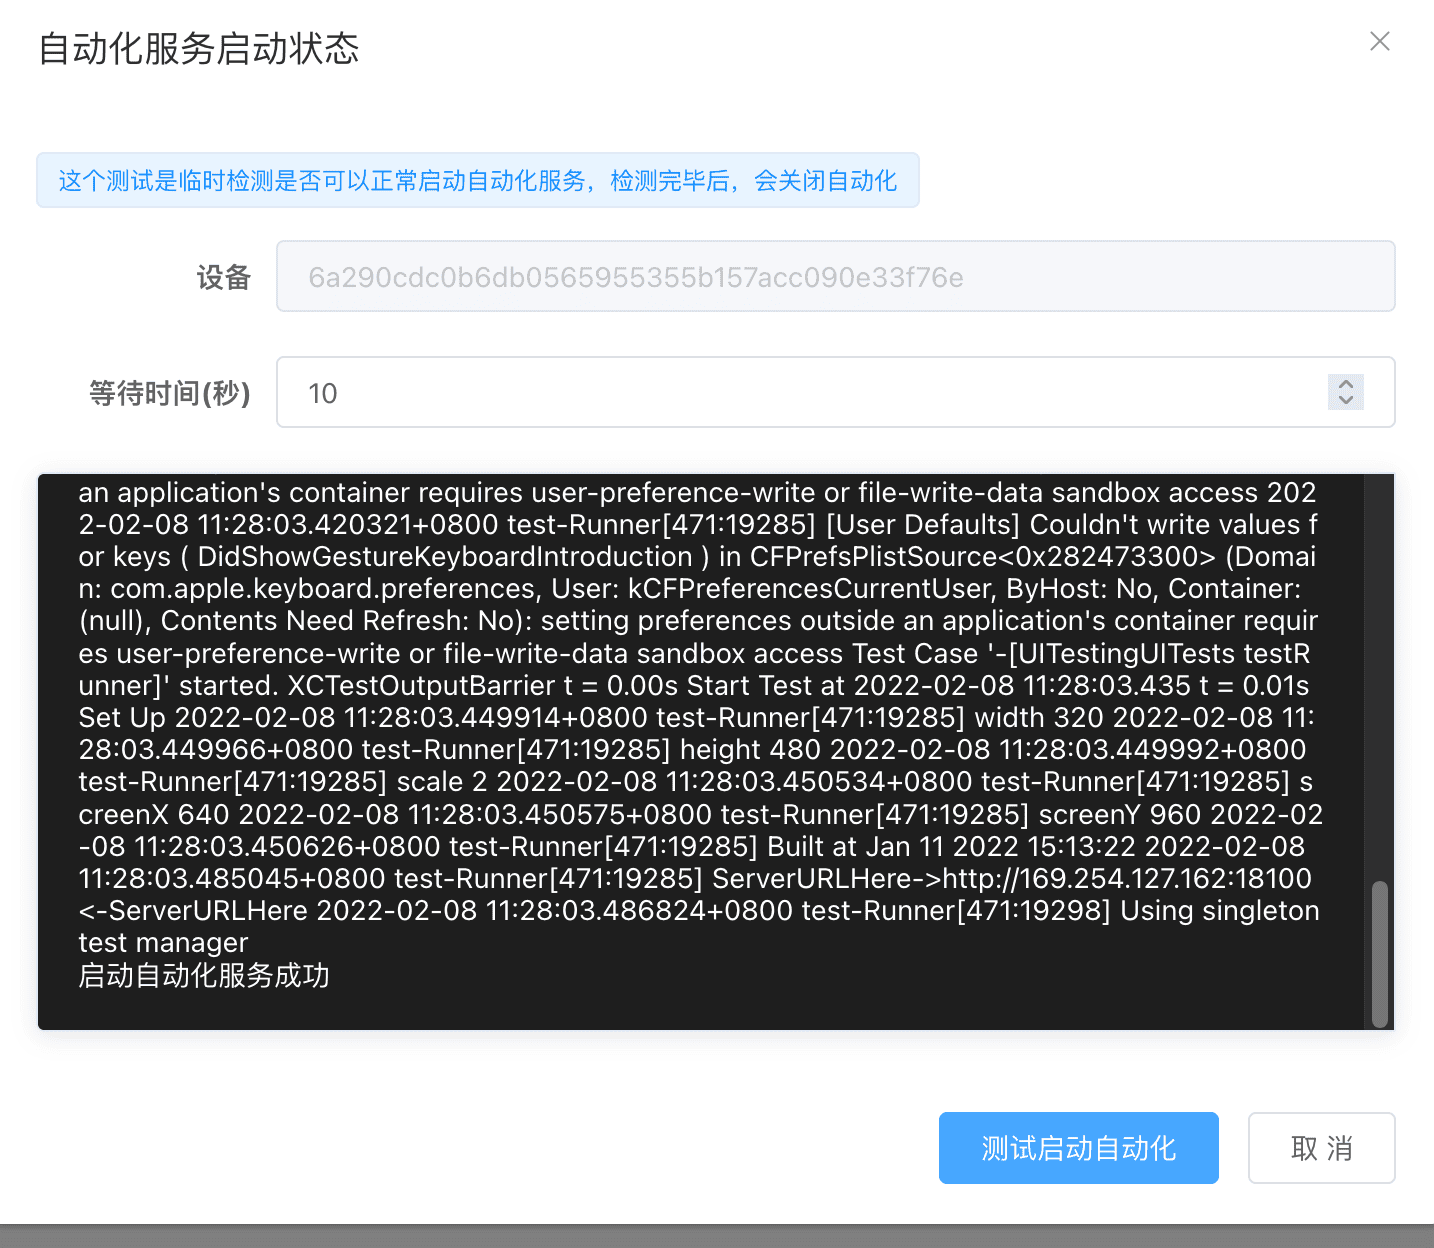 自动化服务启动状态
这个测试是临时检测是否可以正常启动自动化服务，检测完毕后，会关闭自动化
设备
6a290cdc0b6db0565955355b157acc090e33f76e
等待时间(秒)
10
an application's container requires user-preference-write or file-write-data sandbox access 202
2-02-08 11:28:03.420321+0800 test-Runner[471:19285] [User Defaults] Couldn't write values f
or keys ( DidShowGestureKeyboardIntroduction ) in CFPrefsPlistSource<0x282473300> (Domai
n: com.apple.keyboard.preferences, User: kCFPreferencesCurrentUser, ByHost: No, Container:
(null), Contents Need Refresh: No): setting preferences outside an application's container requir
es user-preference-write or file-write-data sandbox access Test Case '-[UITestingUITests testR
unner]' started. XCTestOutputBarrier t = 0.00s Start Test at 2022-02-08 11:28:03.435 t = 0.01s
Set Up 2022-02-08 11:28:03.449914+0800 test-Runner[471:19285] width 320 2022-02-08 11:
28:03.449966+0800 test-Runner[471:19285] height 480 2022-02-08 11:28:03.449992+0800
test-Runner[471:19285] scale 2 2022-02-08 11:28:03.450534+0800 test-Runner[471:19285] s
creenX 640 2022-02-08 11:28:03.450575+0800 test-Runner[471:19285] screenY 960 2022-02
-08 11:28:03.450626+0800 test-Runner[471:19285] Built at Jan 11 2022 15:13:22 2022-02-08
11:28:03.485045+0800 test-Runner[471:19285] ServerURLHere->http://169.254.127.162:18100
<-ServerURLHere 2022-02-08 11:28:03.486824+0800 test-Runner[471:19298] Using singleton
test manager
启动自动化服务成功
测试启动自动化
取 消